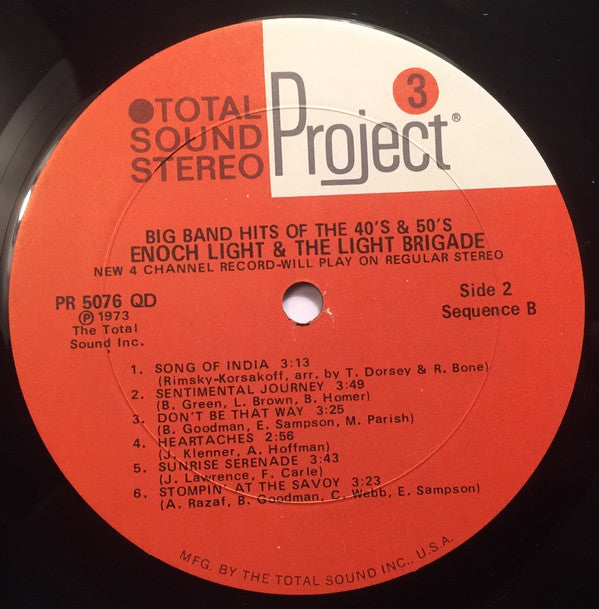 TOTAL
SOUND
STEREO
Project 3®
BIG BAND HITS OF THE 40'S & 50'S
ENOCH LIGHT & THE LIGHT BRIGADE
NEW 4 CHANNEL RECORD-WILL PLAY ON REGULAR STEREO
PR 5076 QD
Ⓟ 1973
The Total
Sound Inc.
Side 2
Sequence B
1. SONG OF INDIA 3:13
(Rimsky-Korsakoff, arr. by T. Dorsey & R. Bone)
2. SENTIMENTAL JOURNEY 3:49
(B. Green, L. Brown, B. Homer)
3. DON'T BE THAT WAY 3:25
(B. Goodman, E. Sampson, M. Parish)
4. HEARTACHES 2:56
(J. Klenner, A. Hoffman)
5. SUNRISE SERENADE 3:43
(J. Lawrence, F. Carle)
6. STOMPIN' AT THE SAVOY 3:23
(A. Razaf, B. Goodman, C. Webb, E. Sampson)
MFG. BY THE TOTAL SOUND INC., U.S.A.